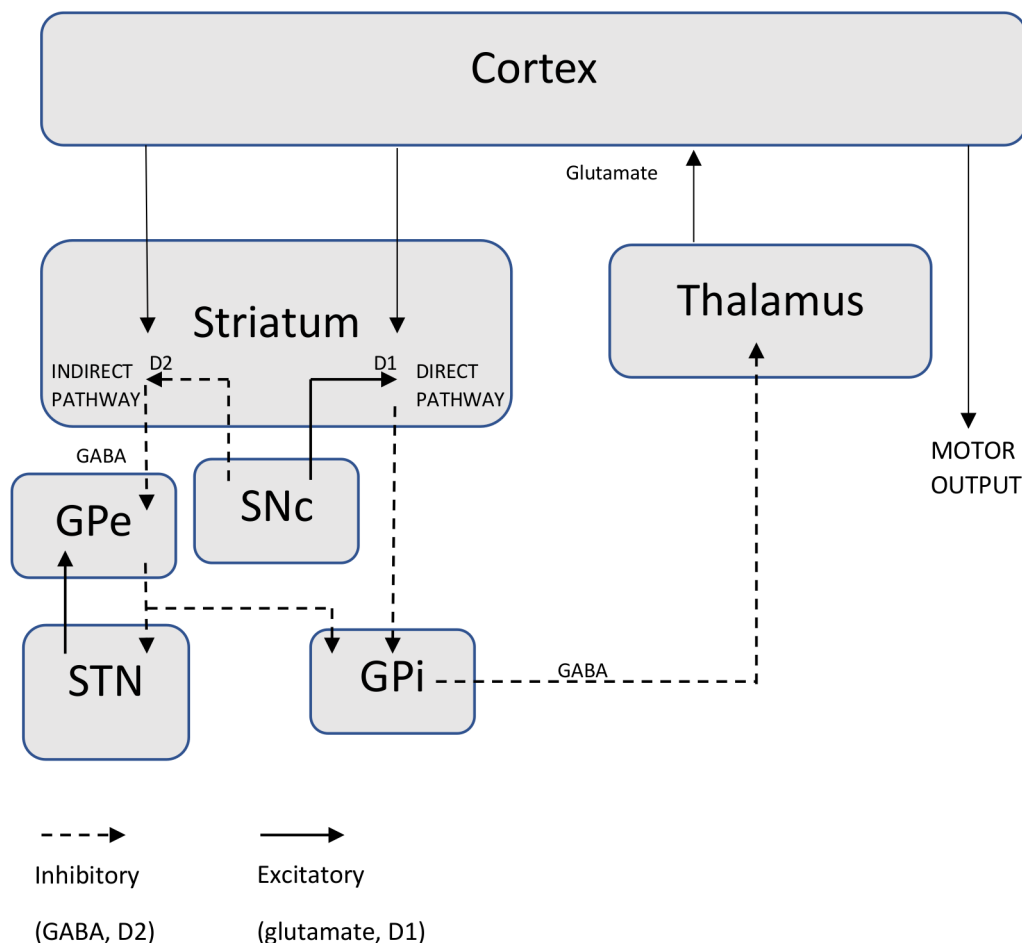 Cortex
Glutamate
Striatum
Thalamus
D2
D1
INDIRECT
PATHWAY
DIRECT
PATHWAY
GABA
MOTOR
OUTPUT
GPe
SNc
STN
GPi
GABA
Inhibitory
(GABA, D2)
Excitatory
(glutamate, D1)